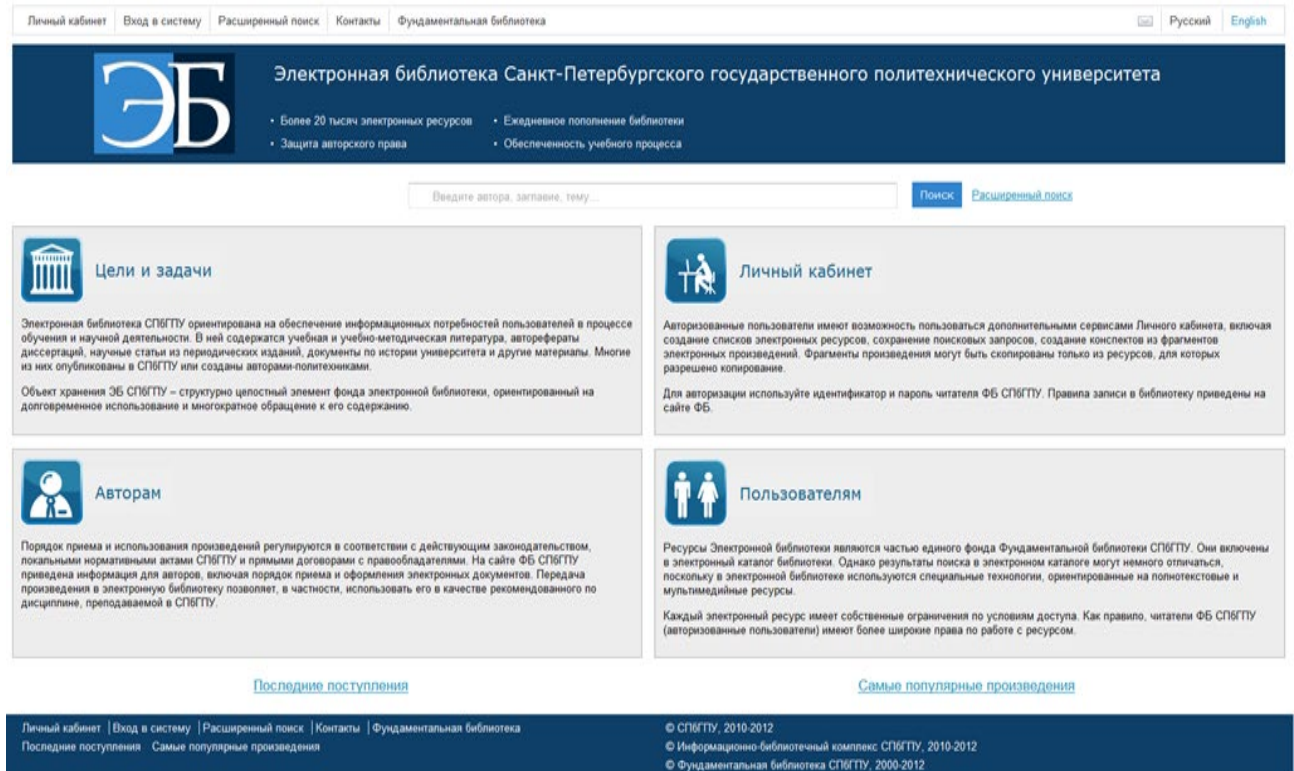 Личный кабинет Вход в систему Расширенный поиск Контакты Фундаментальная библиотека Русский English
ЭБ
Электронная библиотека Санкт-Петербургского государственного политехнического университета
• Более 20 тысяч электронных ресурсов • Ежедневное пополнение библиотеки
• Защита авторского права • Обеспеченность учебного процесса
Введите автора, заглавие, тему... Поиск Расширенный поиск
Цели и задачи
Электронная библиотека СПбГПУ ориентирована на обеспечение информационных потребностей пользователей в процессе
обучения и научной деятельности. В ней содержатся учебная и учебно-методическая литература, авторефераты
диссертаций, научные статьи из периодических изданий, документы по истории университета и другие материалы. Многие
из них опубликованы в СПбГПУ или созданы авторами-политехниками.
Объект хранения ЭБ СПбГПУ – структурно целостный элемент фонда электронной библиотеки, ориентированный на
долговременное использование и многократное обращение к его содержанию.
Личный кабинет
Авторизованные пользователи имеют возможность пользоваться дополнительными сервисами Личного кабинета, включая
создание списков электронных ресурсов, сохранение поисковых запросов, создание конспектов из фрагментов
электронных произведений. Фрагменты произведения могут быть скопированы только из ресурсов, для которых
разрешено копирование.
Для авторизации используйте идентификатор и пароль читателя ФБ СПбГПУ. Правила записи в библиотеку приведены на
сайте ФБ.
Авторам
Порядок приема и использования произведений регулируются в соответствии с действующим законодательством,
локальными нормативными актами СПбГПУ и прямыми договорами с правообладателями. На сайте ФБ СПбГПУ
приведена информация для авторов, включая порядок приема и оформления электронных документов. Передача
произведения в электронную библиотеку позволяет, в частности, использовать его в качестве рекомендованного по
дисциплине, преподаваемой в СПбГПУ.
Пользователям
Ресурсы Электронной библиотеки являются частью единого фонда Фундаментальной библиотеки СПбГПУ. Они включены
в электронный каталог библиотеки. Однако результаты поиска в электронном каталоге могут немного отличаться,
поскольку в электронной библиотеке используются специальные технологии, ориентированные на полнотекстовые и
мультимедийные ресурсы.
Каждый электронный ресурс имеет собственные ограничения по условиям доступа. Как правило, читатели ФБ СПбГПУ
(авторизованные пользователи) имеют более широкие права по работе с ресурсом.
Последние поступления
Самые популярные произведения
Личный кабинет | Вход в систему | Расширенный поиск | Контакты | Фундаментальная библиотека
Последние поступления Самые популярные произведения
© СПбГПУ, 2010-2012
© Информационно-библиотечный комплекс СПбГПУ, 2010-2012
© Фундаментальная библиотека СПбГПУ, 2000-2012